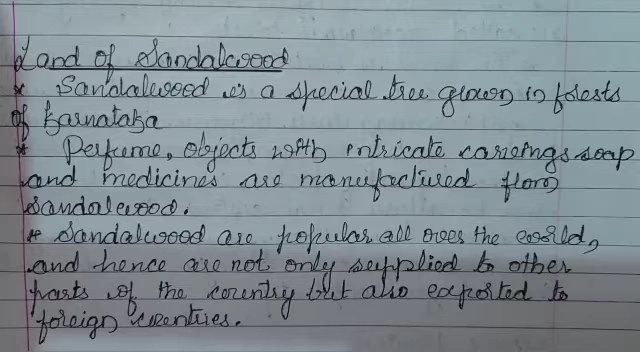 Land of Sandalwood
* Sandalwood is a special tree grown in forests
of Karnataka
* Perfume, objects with intricate carvings soap
and medicines are manufactured from
Sandalewood.
* Sandalwood are popular all over the world,
and hence are not only supplied to other
parts of the country but also exported to
foreign countries.